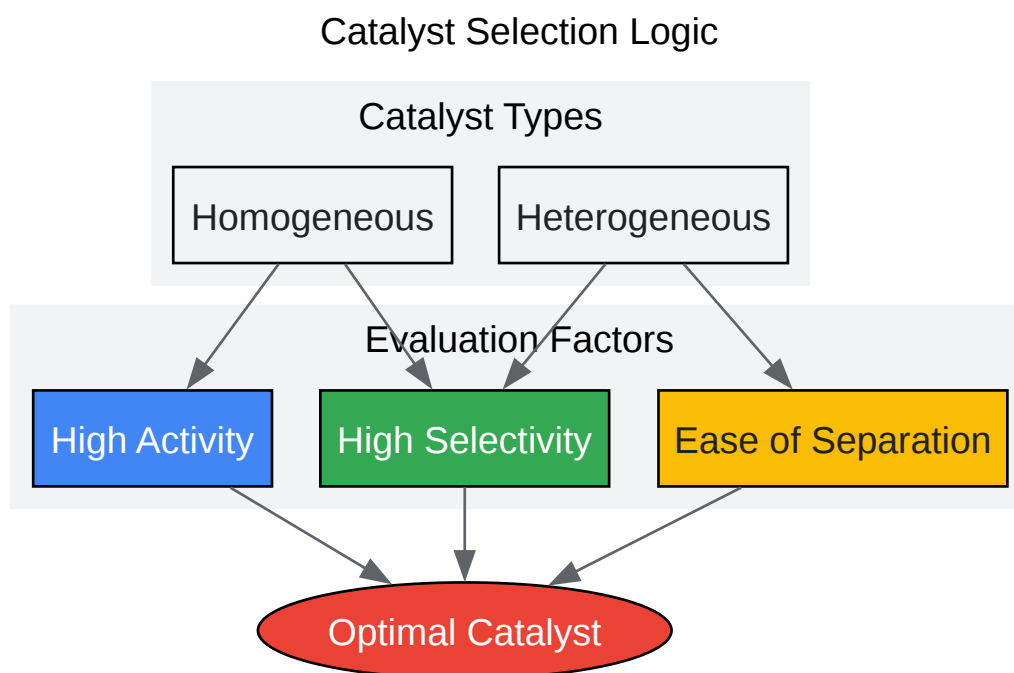 Catalyst Selection Logic
Catalyst Types
Homogeneous
Heterogeneous
Evaluation Factors
High Activity
High Selectivity
Ease of Separation
Optimal Catalyst